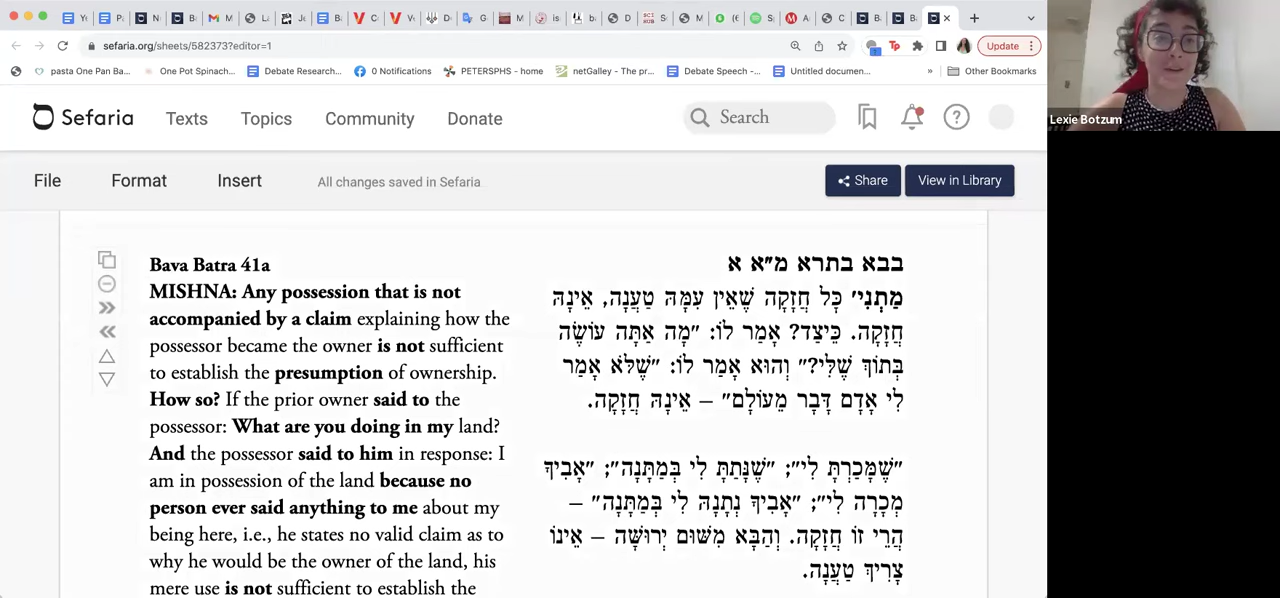 sefaria.org/sheets/582373?editor=1
Update
pasta One Pan Ba...
One Pot Spinach...
Debate Research...
0 Notifications
PETERSPHS - home
netGalley - The pr...
Debate Speech -...
Untitled documen...
»
Other Bookmarks
Sefaria
Texts
Topics
Community
Donate
Search
Lexie Botzum
File
Format
Insert
All changes saved in Sefaria
Share
View in Library
Bava Batra 41a
MISHNA: Any possession that is not
accompanied by a claim explaining how the
possessor became the owner is not sufficient
to establish the presumption of ownership.
How so? If the prior owner said to the
possessor: What are you doing in my land?
And the possessor said to him in response: I
am in possession of the land because no
person ever said anything to me about my
being here, i.e., he states no valid claim as to
why he would be the owner of the land, his
mere use is not sufficient to establish the
בבא בתרא מ״א א
מַתְנִי׳ כׇּל חֲזָקָה שֶׁאֵין עִמָּהּ טַעֲנָה, אֵינָהּ
חֲזָקָה. כֵּיצַד? אָמַר לוֹ: ״מָה אַתָּה עוֹשֶׂה
בְּתוֹךְ שֶׁלִּי?״ וְהוּא אָמַר לוֹ: ״שֶׁלֹּא אָמַר
לִי אָדָם דָּבָר מֵעוֹלָם״ – אֵינָהּ חֲזָקָה.
״שֶׁמָּכַרְתָּ לִי״; ״שֶׁנָּתַתָּ לִי בְּמַתָּנָה״; ״אָבִיךָ
מְכָרָהּ לִי״; ״אָבִיךָ נְתָנָהּ לִי בְּמַתָּנָה״ –
הֲרֵי זוֹ חֲזָקָה. וְהַבָּא מִשּׁוּם יְרוּשָּׁה – אֵינוֹ
צָרִיךְ טַעֲנָה.